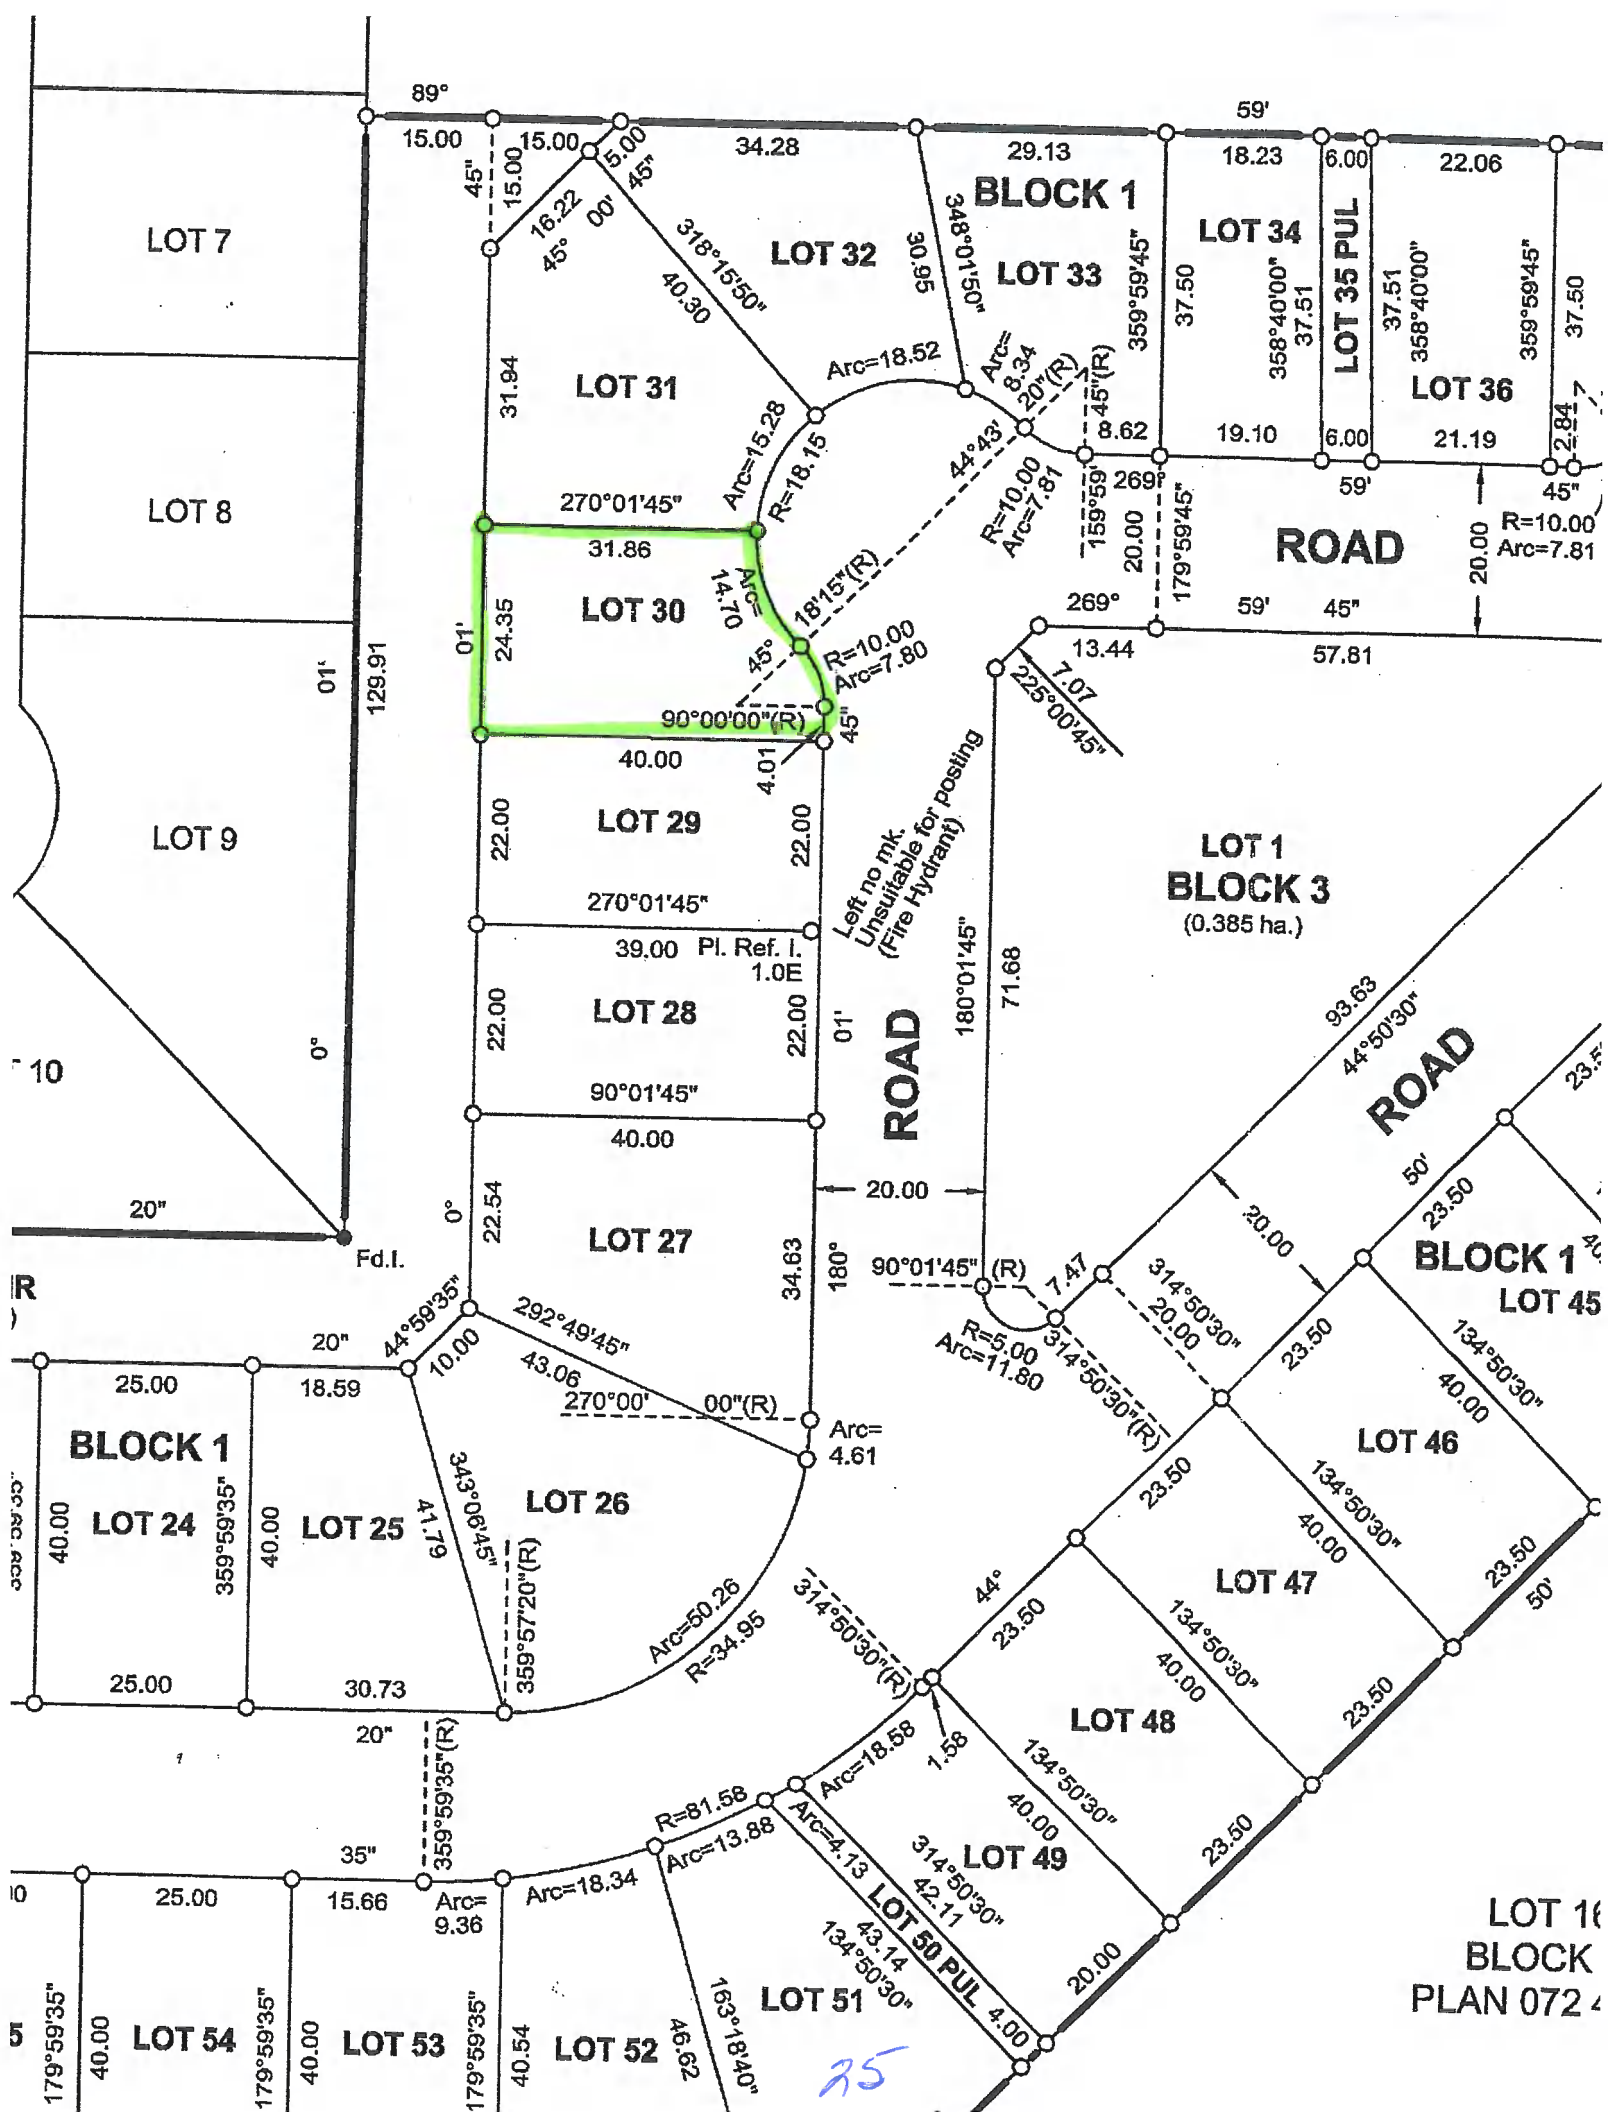 89°
59'
15.00
15.00
5.00
45"
34.28
29.13
18.23
6.00
22.06
45"
15.00
16.22
45°
00'
BLOCK 1
LOT 7
318°15'50"
40.30
LOT 32
30.95
348°01'50"
LOT 33
359°59'45"
37.50
LOT 34
358°40'00"
37.51
LOT 35 PUL
37.51
358°40'00"
359°59'45"
37.50
31.94
LOT 31
Arc=18.52
Arc=
8.34
20"(R)
45"(R)
LOT 36
2.84
Arc=15.28
R=18.15
44°43'
8.62
19.10
6.00
21.19
LOT 8
270°01'45"
31.86
R=10.00
Arc=7.81
159°59'
269°
20.00
179°59'45"
59'
45"
ROAD
20.00
R=10.00
Arc=7.81
Arc=
14.70
18'15"(R)
LOT 30
01'
24.35
45°
R=10.00
Arc=7.80
269°
59'
45"
13.44
57.81
7.07
225°00'45"
01'
129.91
90°00'00"(R)
45"
40.00
4.01
LOT 9
22.00
LOT 29
22.00
Left no mk.
Unsuitable for posting
(Fire Hydrant)
LOT 1
BLOCK 3
(0.385 ha.)
270°01'45"
39.00
Pl. Ref. I.
1.0E
180°01'45"
71.68
93.63
44°50'30"
22.00
LOT 28
22.00
01'
0°
10
ROAD
ROAD
90°01'45"
40.00
50'
23.50
20"
0°
22.54
LOT 27
34.63
180°
20.00
20.00
BLOCK 1
LOT 45
Fd.I.
90°01'45" (R)
7.47
314°50'30"
20.00
R
)
44°59'35"
10.00
292°49'45"
43.06
20"
25.00
18.59
270°00' 00"(R)
R=5.00
Arc=11.80
314°50'30"(R)
23.50
134°50'30"
40.00
BLOCK 1
Arc=
4.61
LOT 46
40.00
LOT 24
359°59'35"
40.00
LOT 25
343°06'45"
41.79
LOT 26
23.50
134°50'30"
40.00
359°57'20"(R)
Arc=50.26
R=34.95
314°50'30"(R)
44°
23.50
LOT 47
23.50
50'
25.00
30.73
134°50'30"
40.00
20"
359°59'35"(R)
LOT 48
23.50
Arc=18.58
1.58
134°50'30"
40.00
R=81.58
Arc=13.88
Arc=4.13
LOT 49
23.50
35"
25.00
15.66
Arc=
9.36
Arc=18.34
314°50'30"
42.11
LOT 50 PUL
43.14
134°50'30"
20.00
LOT 16
BLOCK
PLAN 072 4
LOT 51
4.00
179°59'35"
40.00
LOT 54
179°59'35"
40.00
LOT 53
179°59'35"
40.54
LOT 52
46.62
163°18'40"
25